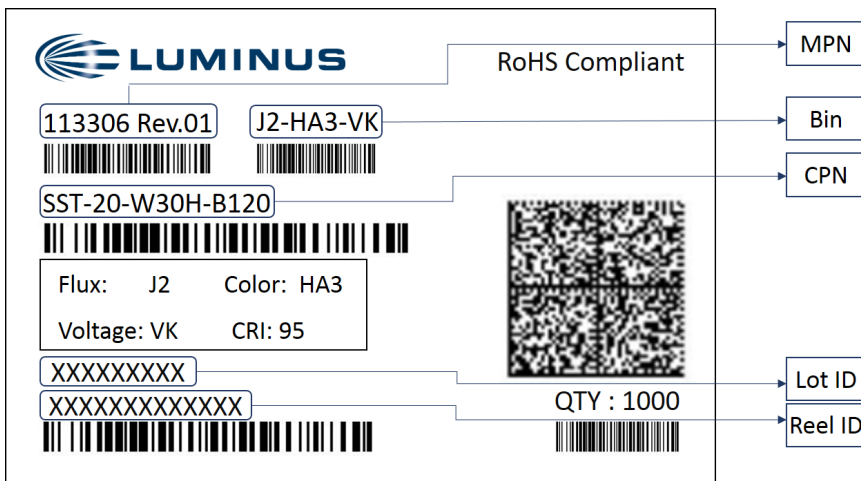 LUMINUS
RoHS Compliant
MPN
113306 Rev.01
J2-HA3-VK
Bin
SST-20-W30H-B120
CPN
Flux: J2 Color: HA3
Voltage: VK CRI: 95
XXXXXXXXX
Lot ID
XXXXXXXXXXXXX
QTY : 1000
Reel ID